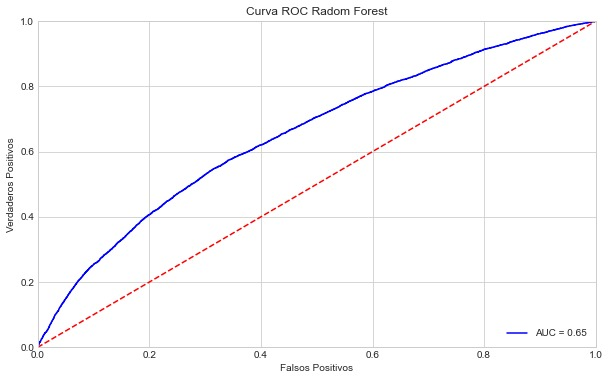 Curva ROC Radom Forest
1.0
0.8
0.6
0.4
0.2
0.0
Verdaderos Positivos
AUC = 0.65
0.0 0.2 0.4 0.6 0.8 1.0
Falsos Positivos